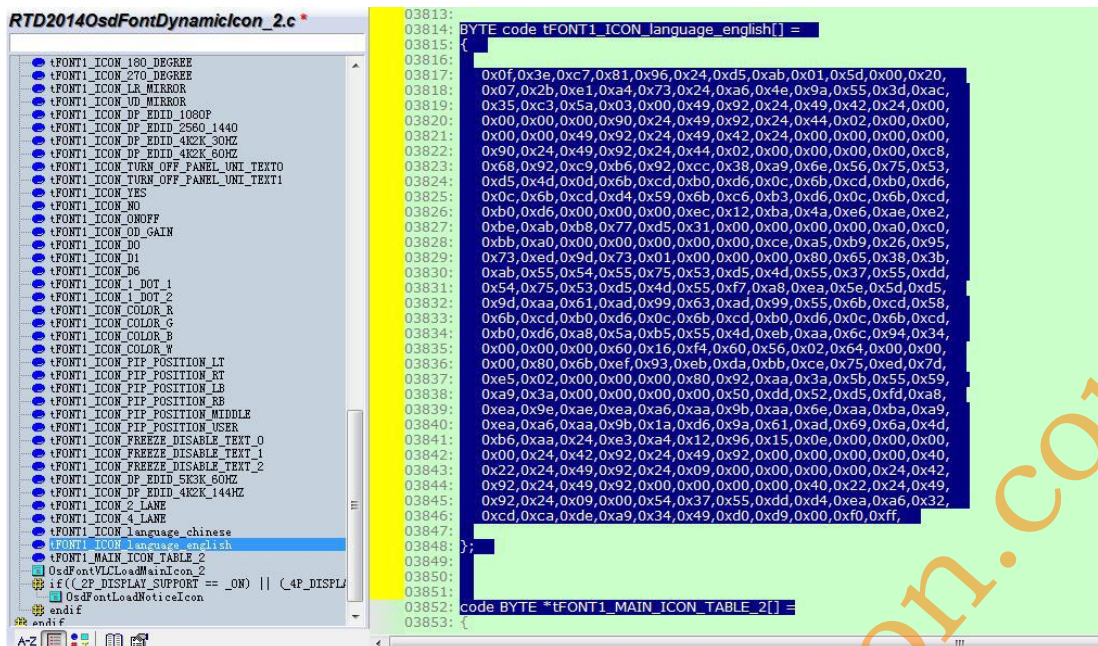 RTD2014OsdFontDynamicIcon_2.c *
tFONT1_ICON_180_DEGREE
tFONT1_ICON_270_DEGREE
tFONT1_ICON_LR_MIRROR
tFONT1_ICON_UD_MIRROR
tFONT1_ICON_DP_EDID_1080P
tFONT1_ICON_DP_EDID_2560_1440
tFONT1_ICON_DP_EDID_4K2K_30HZ
tFONT1_ICON_DP_EDID_4K2K_60HZ
tFONT1_ICON_TURN_OFF_PANEL_UNI_TEXT0
tFONT1_ICON_TURN_OFF_PANEL_UNI_TEXT1
tFONT1_ICON_YES
tFONT1_ICON_NO
tFONT1_ICON_ONOFF
tFONT1_ICON_OD_GAIN
tFONT1_ICON_D0
tFONT1_ICON_D1
tFONT1_ICON_D6
tFONT1_ICON_1_DOT_1
tFONT1_ICON_1_DOT_2
tFONT1_ICON_COLOR_R
tFONT1_ICON_COLOR_G
tFONT1_ICON_COLOR_B
tFONT1_ICON_COLOR_W
tFONT1_ICON_PIP_POSITION_LT
tFONT1_ICON_PIP_POSITION_RT
tFONT1_ICON_PIP_POSITION_LB
tFONT1_ICON_PIP_POSITION_RB
tFONT1_ICON_PIP_POSITION_MIDDLE
tFONT1_ICON_PIP_POSITION_USER
tFONT1_ICON_FREEZE_DISABLE_TEXT_0
tFONT1_ICON_FREEZE_DISABLE_TEXT_1
tFONT1_ICON_FREEZE_DISABLE_TEXT_2
tFONT1_ICON_DP_EDID_5K3K_60HZ
tFONT1_ICON_DP_EDID_4K2K_144HZ
tFONT1_ICON_2_LANE
tFONT1_ICON_4_LANE
tFONT1_ICON_language_chinese
tFONT1_ICON_language_english
tFONT1_MAIN_ICON_TABLE_2
OsdFontVLCLoadMainIcon_2
if((_2P_DISPLAY_SUPPORT == _ON) || (_4P_DISPL
OsdFontLoadNoticeIcon
endif
endif
A-Z
03813:
03814: BYTE code tFONT1_ICON_language_english[] =
03815: {
03816:
03817: 0x0f,0x3e,0xc7,0x81,0x96,0x24,0xd5,0xab,0x01,0x5d,0x00,0x20,
03818: 0x07,0x2b,0xe1,0xa4,0x73,0x24,0xa6,0x4e,0x9a,0x55,0x3d,0xac,
03819: 0x35,0xc3,0x5a,0x03,0x00,0x49,0x92,0x24,0x49,0x42,0x24,0x00,
03820: 0x00,0x00,0x00,0x90,0x24,0x49,0x92,0x24,0x44,0x02,0x00,0x00,
03821: 0x00,0x00,0x49,0x92,0x24,0x49,0x42,0x24,0x00,0x00,0x00,0x00,
03822: 0x90,0x24,0x49,0x92,0x24,0x44,0x02,0x00,0x00,0x00,0x00,0xc8,
03823: 0x68,0x92,0xc9,0xb6,0x92,0xcc,0x38,0xa9,0x6e,0x56,0x75,0x53,
03824: 0xd5,0x4d,0x0d,0x6b,0xcd,0xb0,0xd6,0x0c,0x6b,0xcd,0xb0,0xd6,
03825: 0x0c,0x6b,0xcd,0xd4,0x59,0x6b,0xc6,0xb3,0xd6,0x0c,0x6b,0xcd,
03826: 0xb0,0xd6,0x00,0x00,0x00,0xec,0x12,0xba,0x4a,0xe6,0xae,0xe2,
03827: 0xbe,0xab,0xb8,0x77,0xd5,0x31,0x00,0x00,0x00,0x00,0xa0,0xc0,
03828: 0xbb,0xa0,0x00,0x00,0x00,0x00,0x00,0xce,0xa5,0xb9,0x26,0x95,
03829: 0x73,0xed,0x9d,0x73,0x01,0x00,0x00,0x00,0x80,0x65,0x38,0x3b,
03830: 0xab,0x55,0x54,0x55,0x75,0x53,0xd5,0x4d,0x55,0x37,0x55,0xdd,
03831: 0x54,0x75,0x53,0xd5,0x4d,0x55,0xf7,0xa8,0xea,0x5e,0x5d,0xd5,
03832: 0x9d,0xaa,0x61,0xad,0x99,0x63,0xad,0x99,0x55,0x6b,0xcd,0x58,
03833: 0x6b,0xcd,0xb0,0xd6,0x0c,0x6b,0xcd,0xb0,0xd6,0x0c,0x6b,0xcd,
03834: 0xb0,0xd6,0xa8,0x5a,0xb5,0x55,0x4d,0xeb,0xaa,0x6c,0x94,0x34,
03835: 0x00,0x00,0x00,0x60,0x16,0xf4,0x60,0x56,0x02,0x64,0x00,0x00,
03836: 0x00,0x80,0x6b,0xef,0x93,0xeb,0xda,0xbb,0xce,0x75,0xed,0x7d,
03837: 0xe5,0x02,0x00,0x00,0x00,0x80,0x92,0xaa,0x3a,0x5b,0x55,0x59,
03838: 0xa9,0x3a,0x00,0x00,0x00,0x00,0x50,0xdd,0x52,0xd5,0xfd,0xa8,
03839: 0xea,0x9e,0xae,0xea,0xa6,0xaa,0x9b,0xaa,0x6e,0xaa,0xba,0xa9,
03840: 0xea,0xa6,0xaa,0x9b,0x1a,0xd6,0x9a,0x61,0xad,0x69,0x6a,0x4d,
03841: 0xb6,0xaa,0x24,0xe3,0xa4,0x12,0x96,0x15,0x0e,0x00,0x00,0x00,
03842: 0x00,0x24,0x42,0x92,0x24,0x49,0x92,0x00,0x00,0x00,0x00,0x40,
03843: 0x22,0x24,0x49,0x92,0x24,0x09,0x00,0x00,0x00,0x00,0x24,0x42,
03844: 0x92,0x24,0x49,0x92,0x00,0x00,0x00,0x00,0x40,0x22,0x24,0x49,
03845: 0x92,0x24,0x09,0x00,0x00,0x54,0x37,0x55,0xdd,0xd4,0xea,0xa6,0x32,
03846: 0xcd,0xca,0xde,0xa9,0x34,0x49,0xd0,0xd9,0x00,0xf0,0xff,
03847:
03848: };
03849:
03850:
03851:
03852: code BYTE *tFONT1_MAIN_ICON_TABLE_2[] =
03853: {